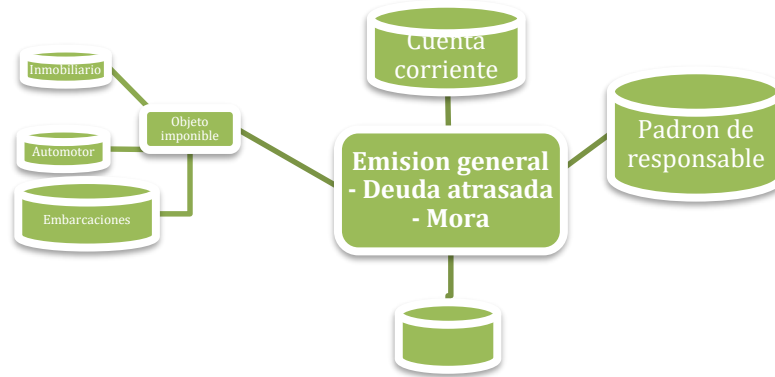 Cuenta
corriente
Inmobiliario
Objeto
imponible
Automotor
Embarcaciones
Emision general
- Deuda atrasada
- Mora
Padron de
responsable